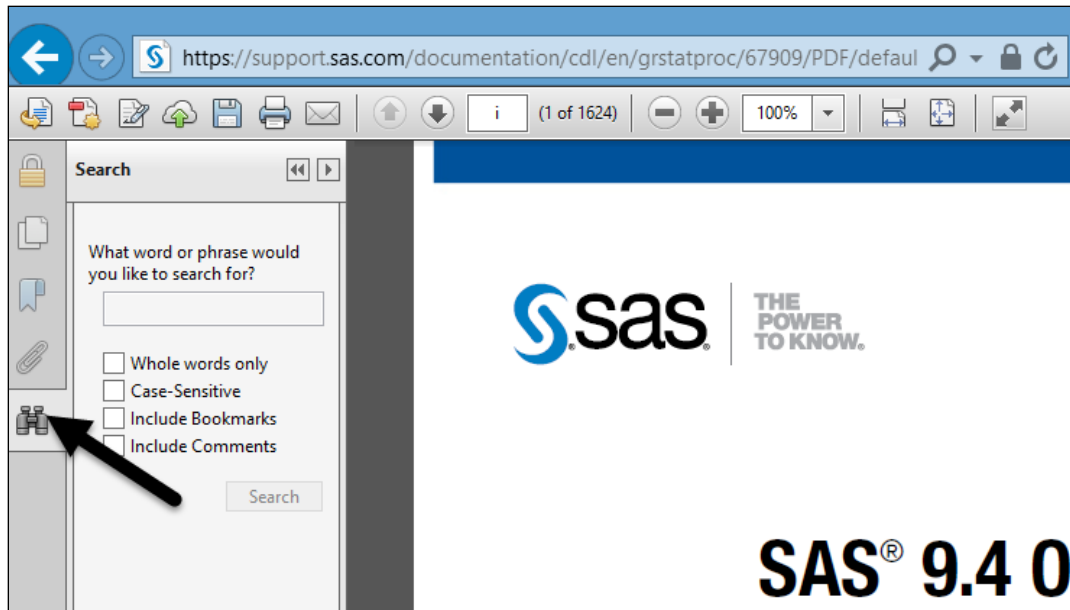 https://support.sas.com/documentation/cdl/en/grstatproc/67909/PDF/defaul
i (1 of 1624) 100%
Search
What word or phrase would
you like to search for?
Whole words only
Case-Sensitive
Include Bookmarks
Include Comments
Search
sas
THE
POWER
TO KNOW®
SAS® 9.4 O